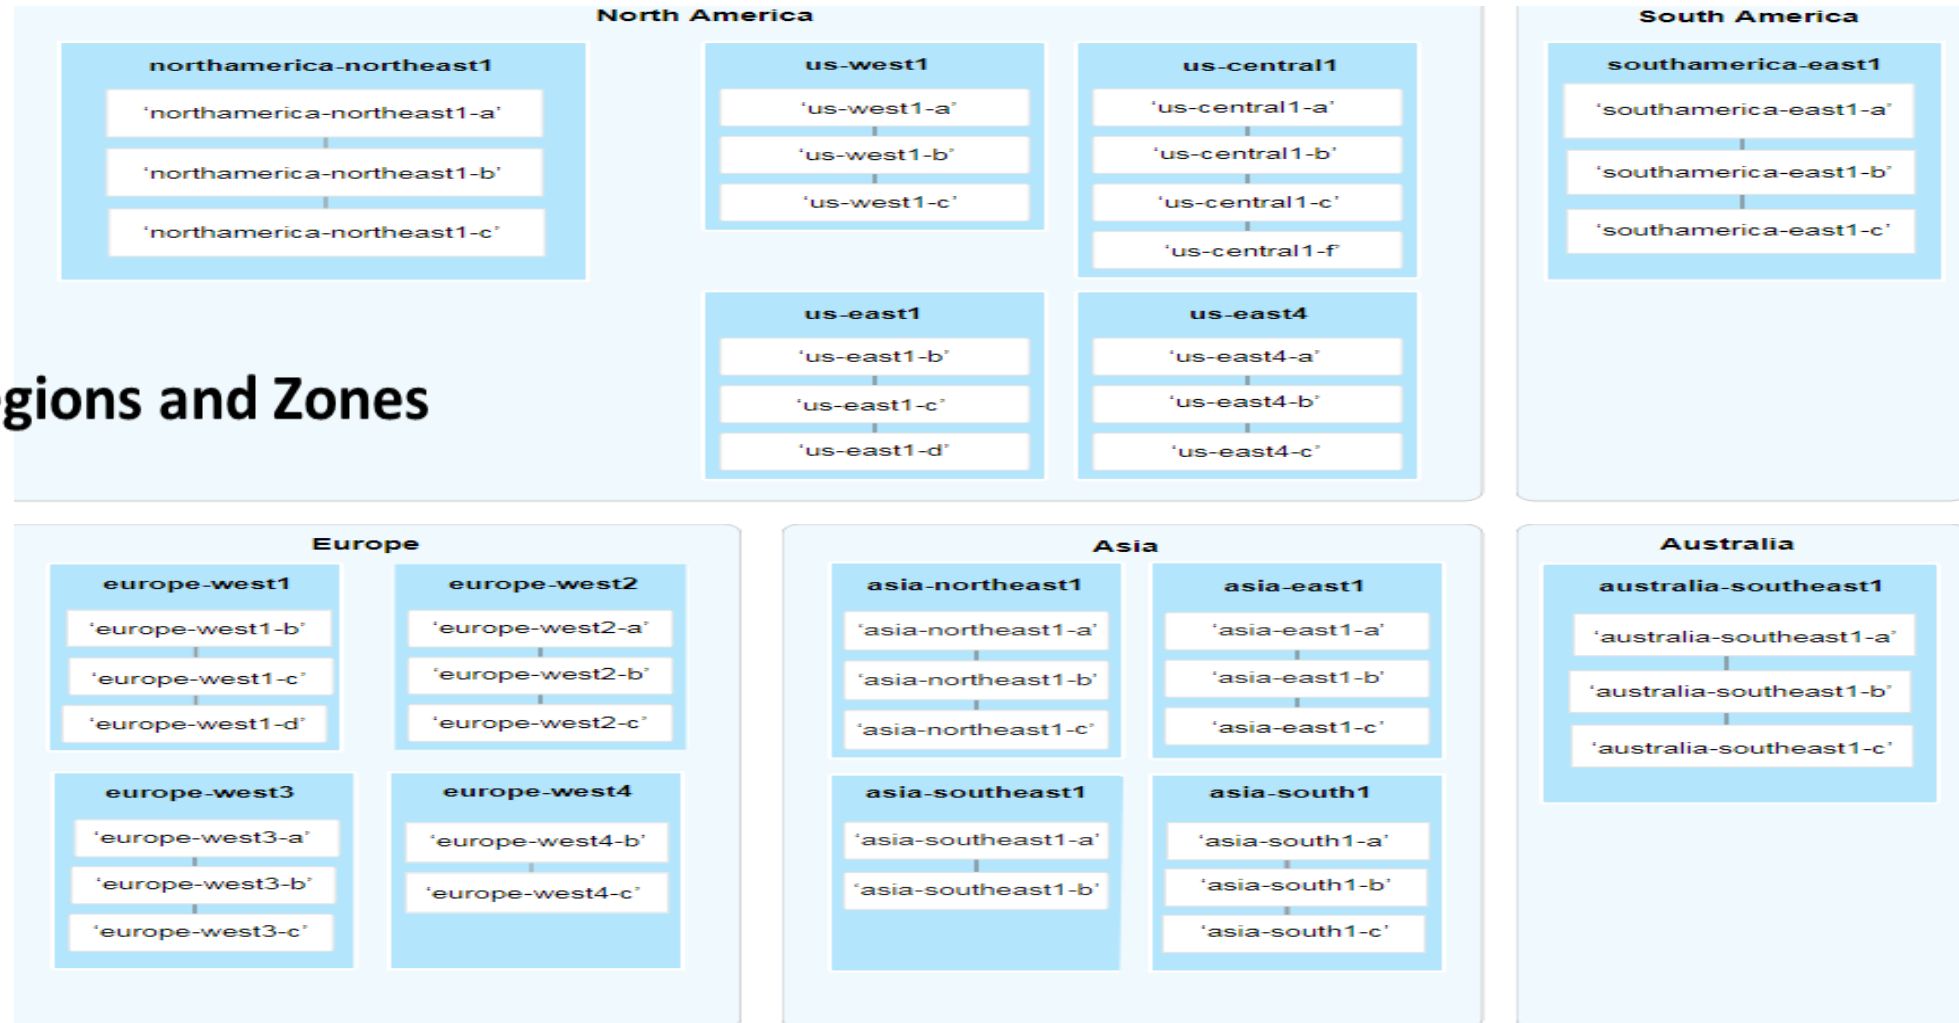 North America
northamerica-northeast1
‘northamerica-northeast1-a’
‘northamerica-northeast1-b’
‘northamerica-northeast1-c’
us-west1
‘us-west1-a’
‘us-west1-b’
‘us-west1-c’
us-central1
‘us-central1-a’
‘us-central1-b’
‘us-central1-c’
‘us-central1-f’
us-east1
‘us-east1-b’
‘us-east1-c’
‘us-east1-d’
us-east4
‘us-east4-a’
‘us-east4-b’
‘us-east4-c’
gions and Zones
South America
southamerica-east1
‘southamerica-east1-a’
‘southamerica-east1-b’
‘southamerica-east1-c’
Europe
europe-west1
‘europe-west1-b’
‘europe-west1-c’
‘europe-west1-d’
europe-west2
‘europe-west2-a’
‘europe-west2-b’
‘europe-west2-c’
europe-west3
‘europe-west3-a’
‘europe-west3-b’
‘europe-west3-c’
europe-west4
‘europe-west4-b’
‘europe-west4-c’
Asia
asia-northeast1
‘asia-northeast1-a’
‘asia-northeast1-b’
‘asia-northeast1-c’
asia-east1
‘asia-east1-a’
‘asia-east1-b’
‘asia-east1-c’
asia-southeast1
‘asia-southeast1-a’
‘asia-southeast1-b’
asia-south1
‘asia-south1-a’
‘asia-south1-b’
‘asia-south1-c’
Australia
australia-southeast1
‘australia-southeast1-a’
‘australia-southeast1-b’
‘australia-southeast1-c’